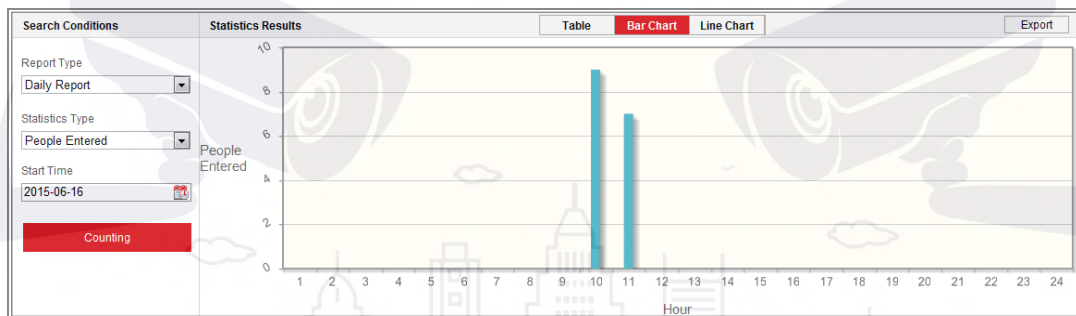 Search Conditions
Statistics Results
Table
Bar Chart
Line Chart
Export
Report Type
Daily Report
Statistics Type
People Entered
Start Time
2015-06-16
Counting
10
8
6
People
Entered
4
2
0
1 2 3 4 5 6 7 8 9 10 11 12 13 14 15 16 17 18 19 20 21 22 23 24
Hour